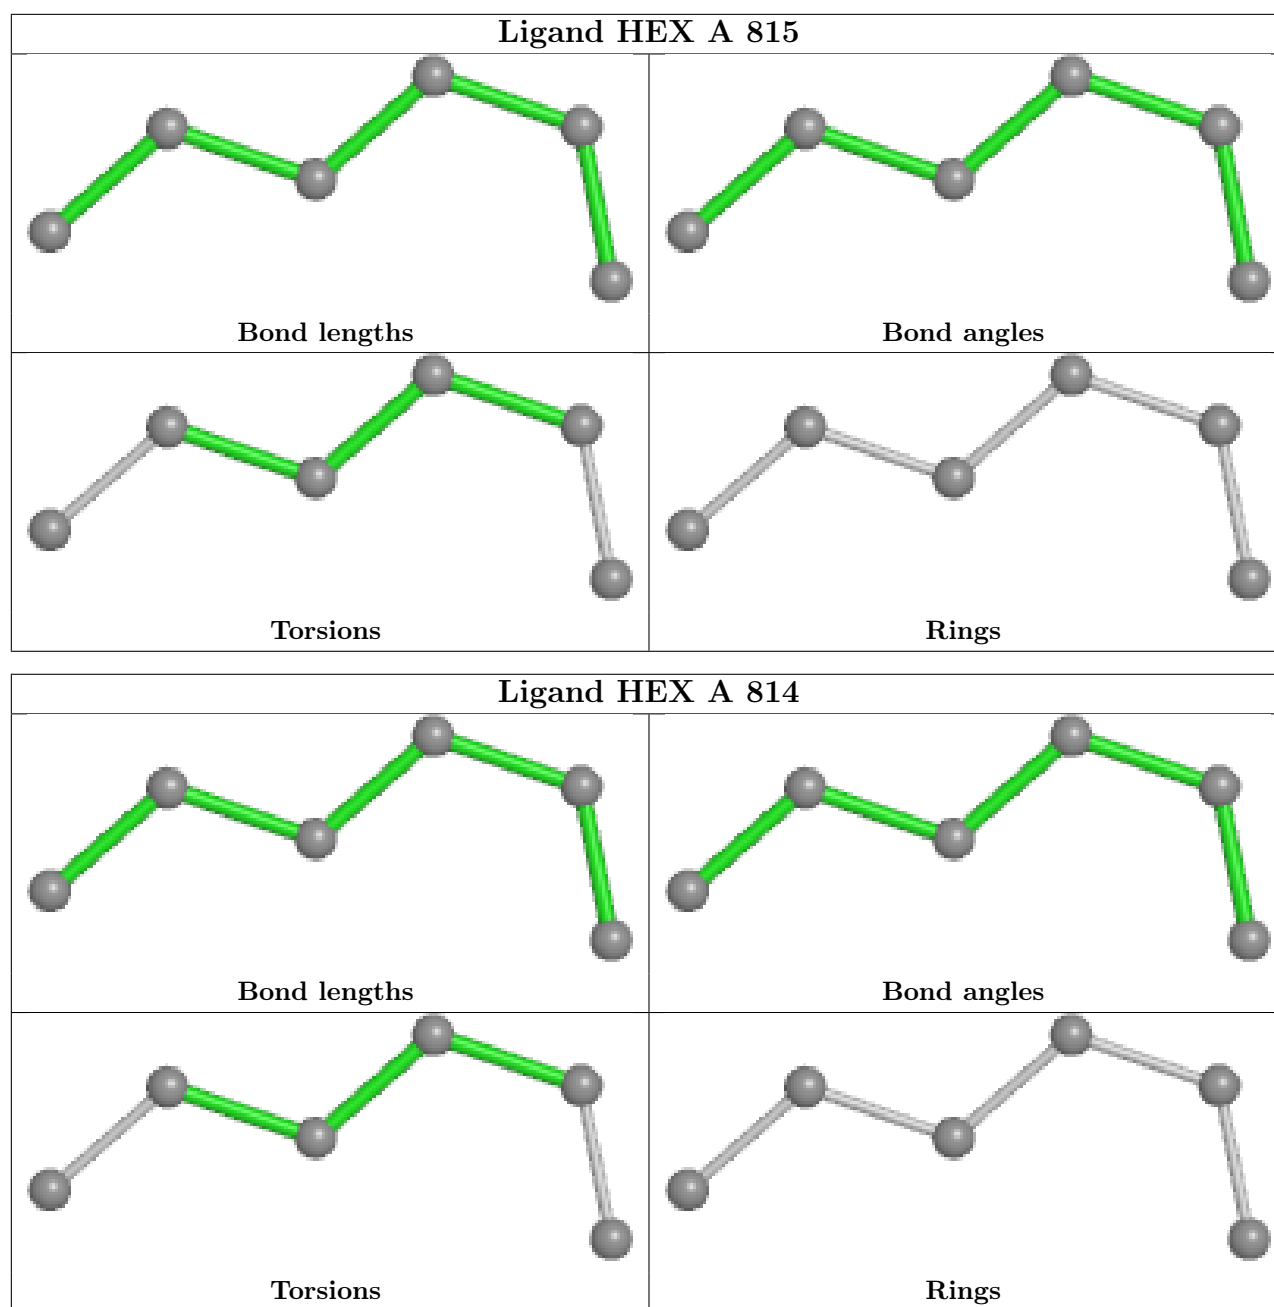 Ligand HEX A 815
Bond lengths
Bond angles
Torsions
Rings
Ligand HEX A 814
Bond lengths
Bond angles
Torsions
Rings